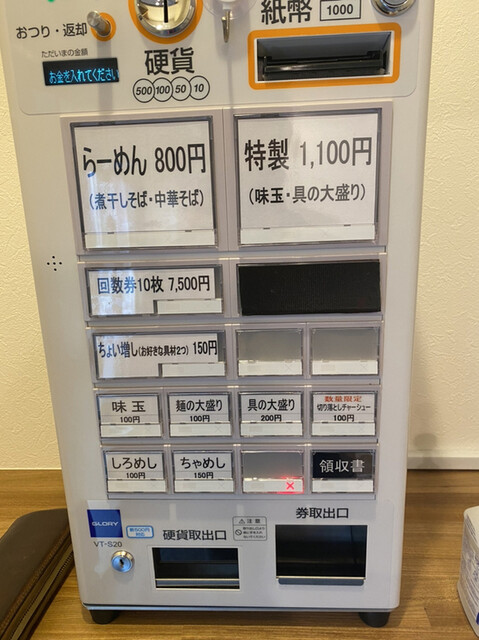 紙幣
1000
おつり・返却
ただいまの金額
お金を入れてください
硬貨
500 100 50 10
らーめん 800円
(煮干しそば・中華そば)
特製 1,100円
(味玉・具の大盛り)
回数券10枚 7,500円
ちょい増し(お好きな具材2つ) 150円
味玉
100円
麺の大盛り
100円
具の大盛り
200円
数量限定
切り落としチャーシュー
100円
しろめし
100円
ちゃめし
150円
×
領収書
GLORY
VT-S20
硬貨取出口
注意
券取出口